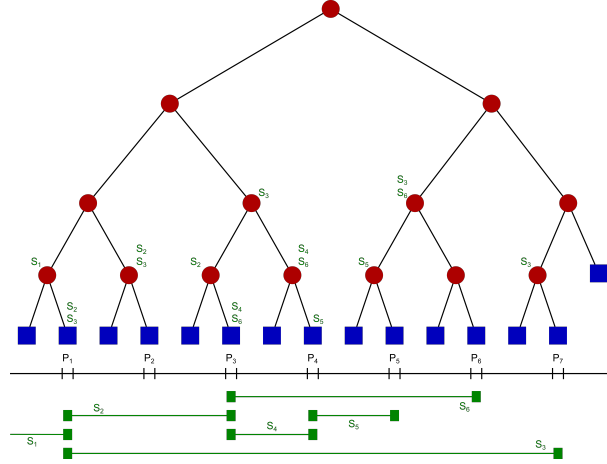 S₃
S₆
S₃
S₂
S₃
S₄
S₆
S₁
S₂
S₅
S₃
S₂
S₃
S₄
S₆
S₅
P₁ P₂ P₃ P₄ P₅ P₆ P₇
S₆
S₂
S₅
S₄
S₁
S₃